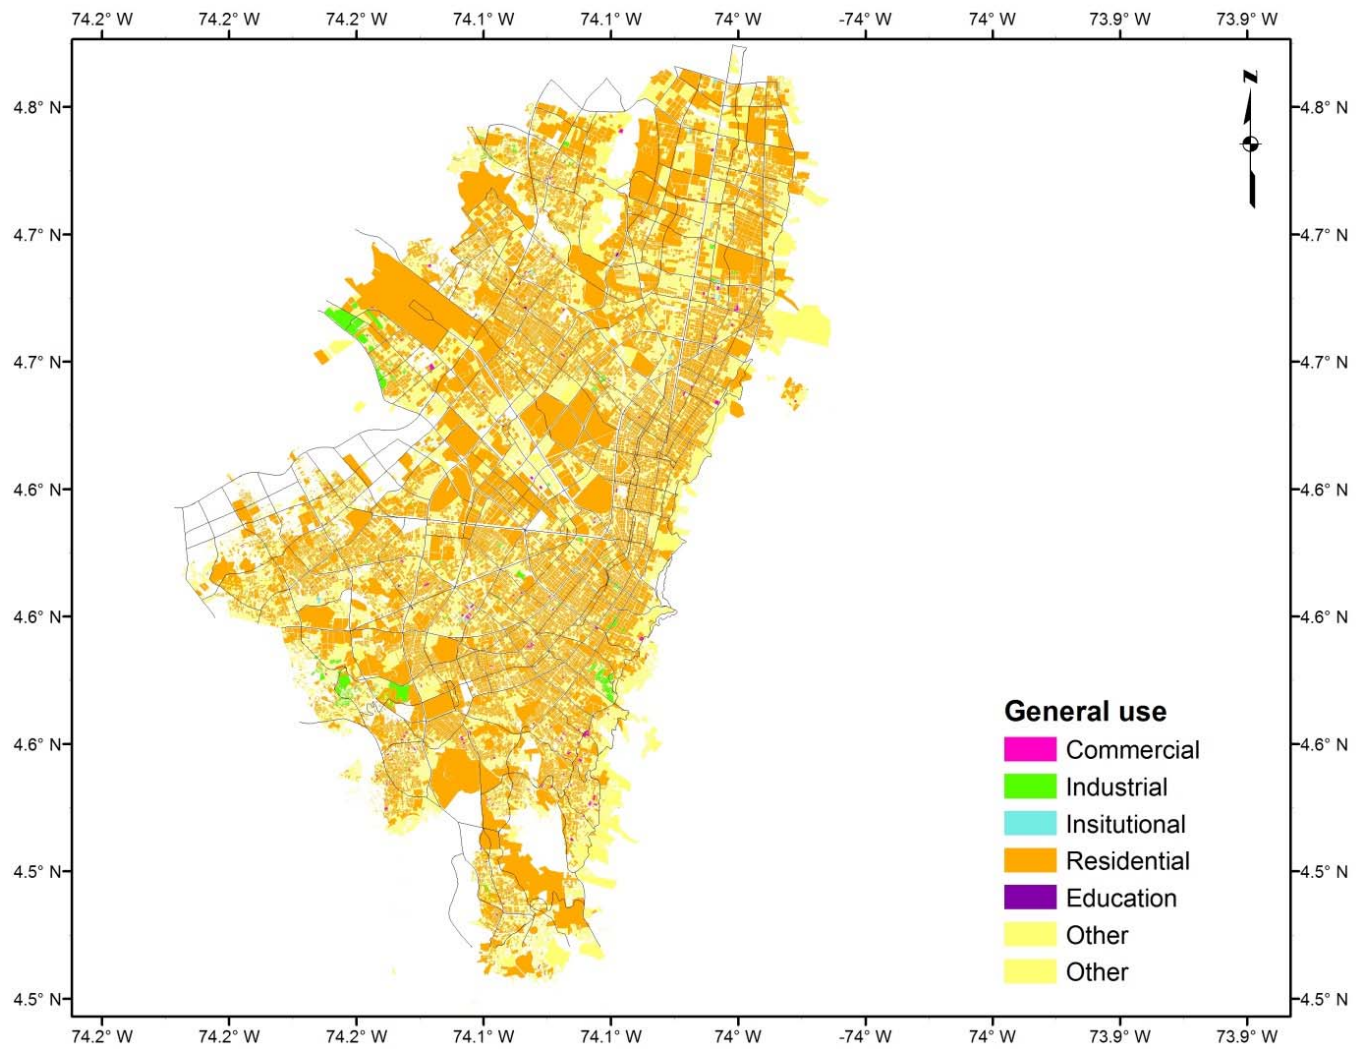 74.2° W 74.2° W 74.2° W 74.1° W 74.1° W 74° W -74° W 74° W 73.9° W 73.9° W
N
4.8° N 4.8° N
4.7° N 4.7° N
4.7° N 4.7° N
4.6° N 4.6° N
4.6° N 4.6° N
General use
Commercial
4.6° N 4.6° N
Industrial
Insitutional
Residential
4.5° N 4.5° N
Education
Other
Other
4.5° N 4.5° N
74.2° W 74.2° W 74.2° W 74.1° W 74.1° W 74° W -74° W 74° W 73.9° W 73.9° W